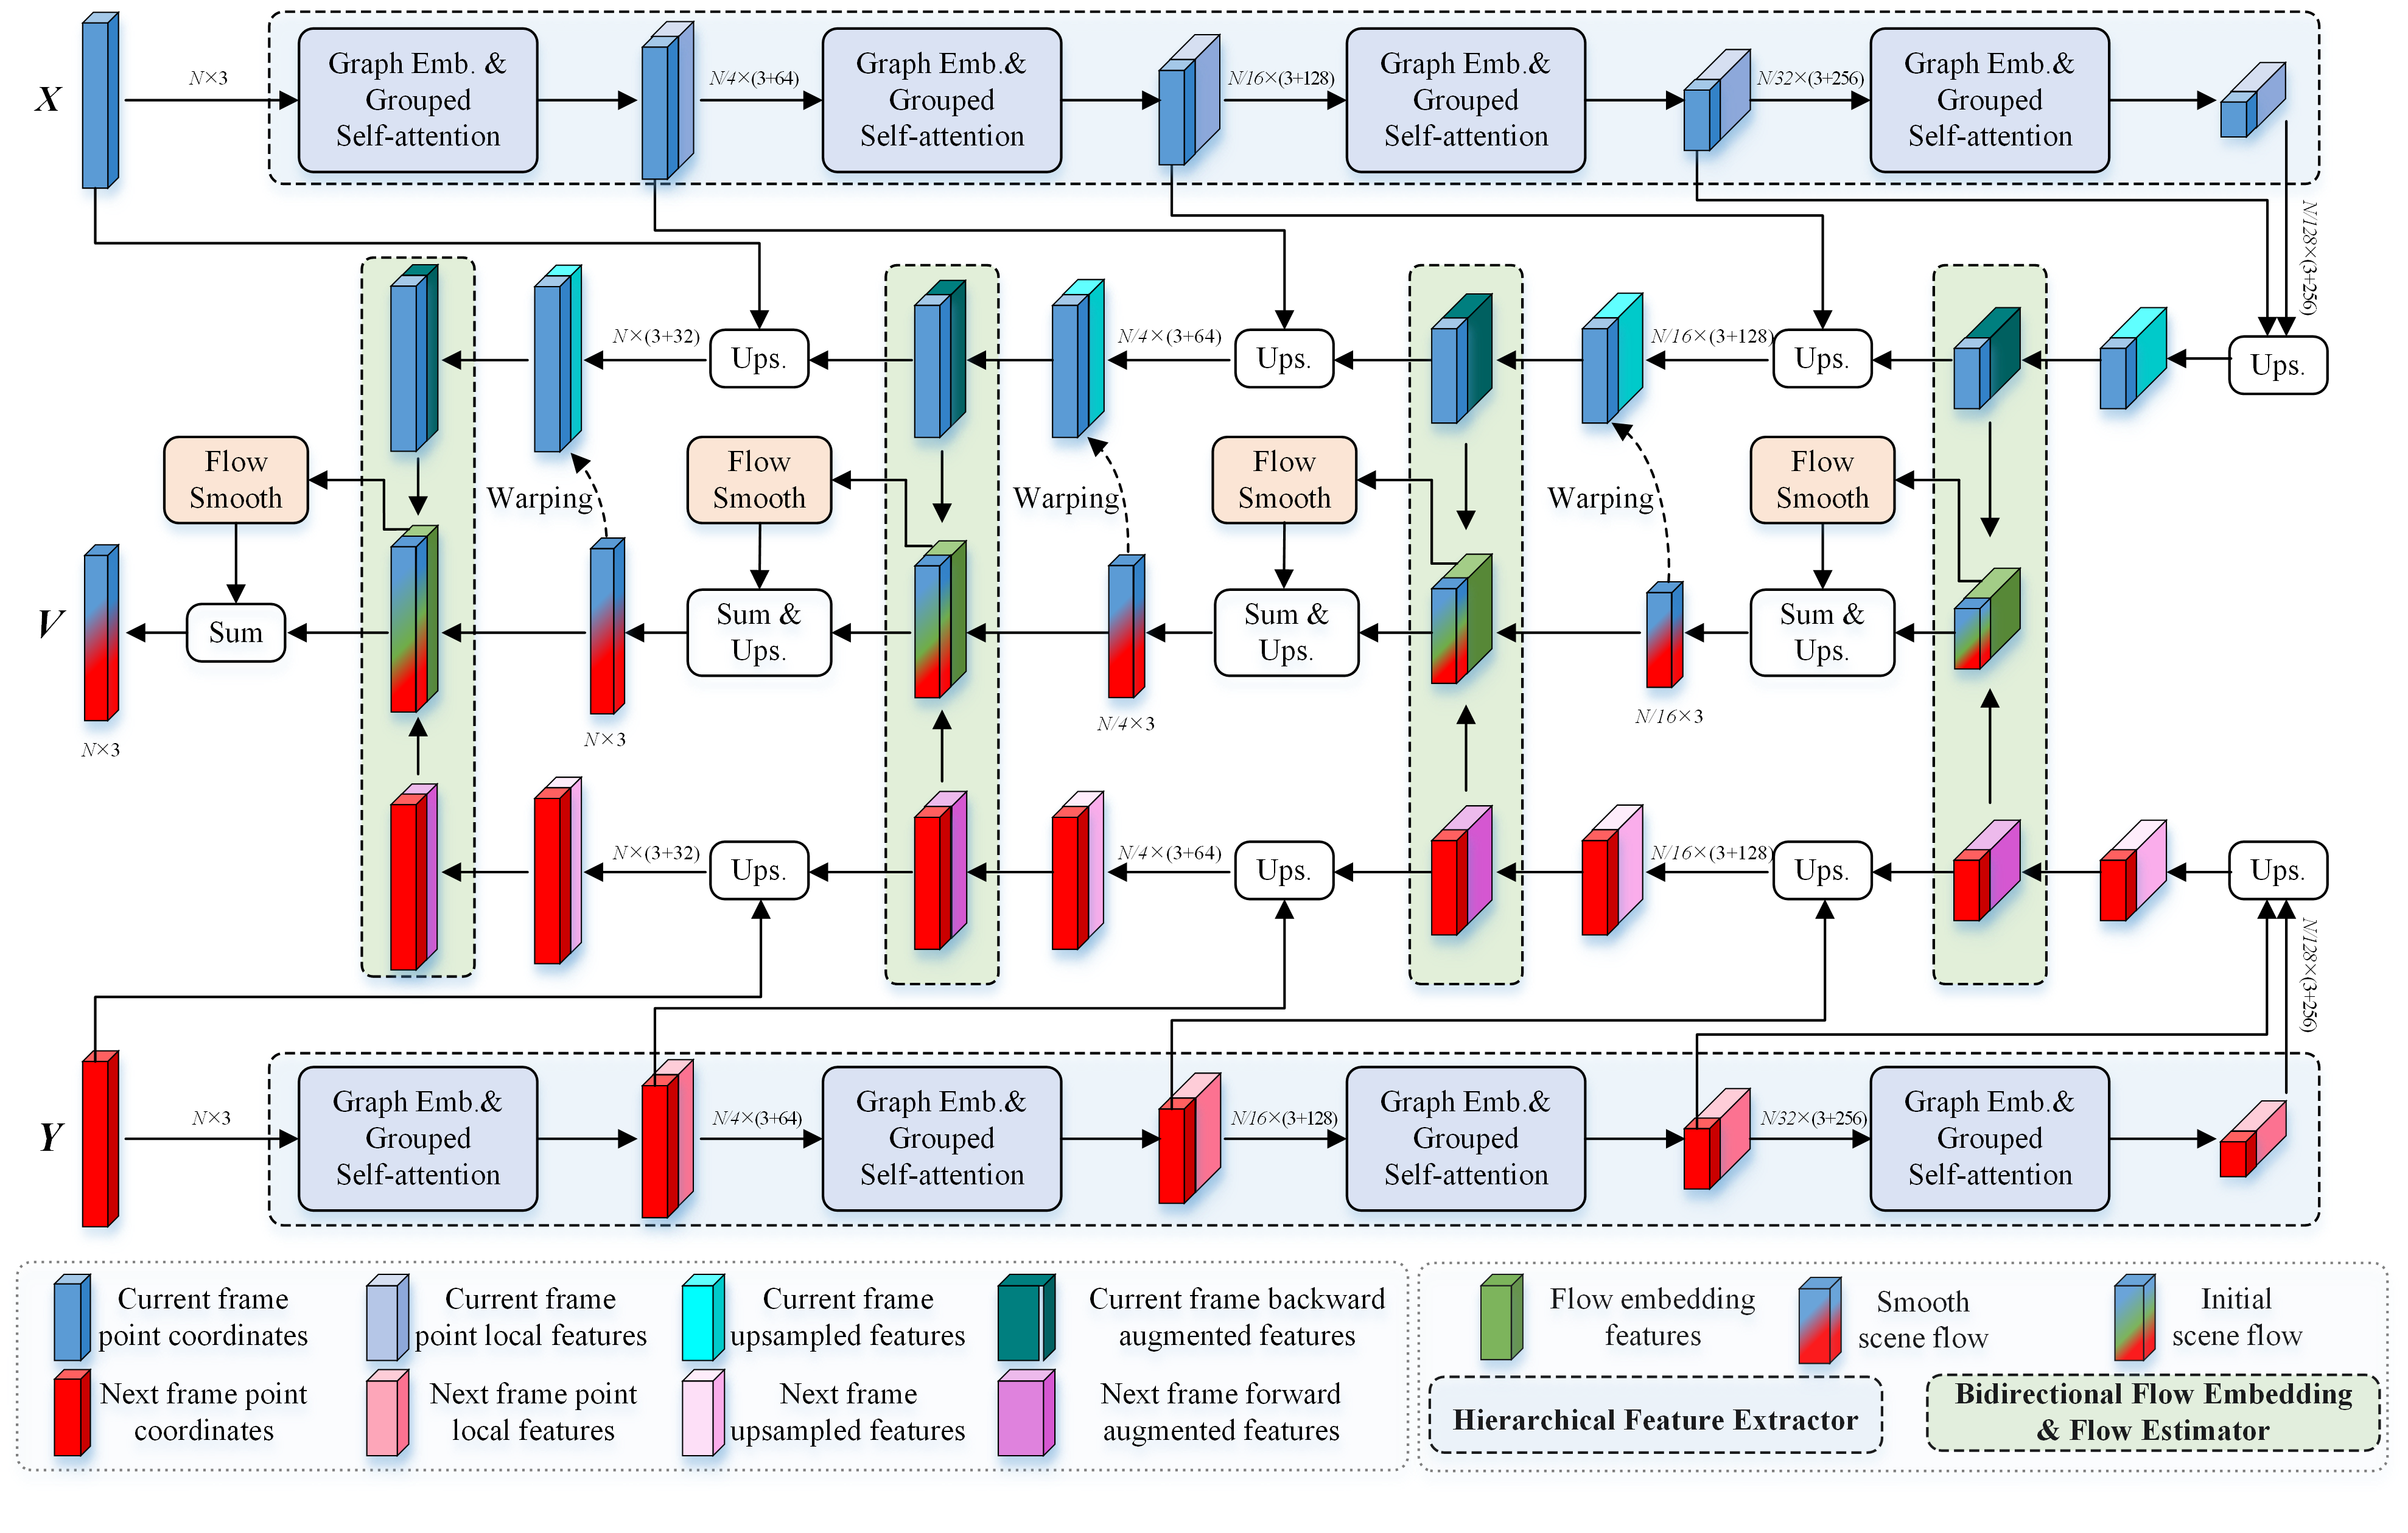 X
N×3
Graph Emb. &
Grouped
Self-attention
N/4×(3+64)
Graph Emb.&
Grouped
Self-attention
N/16×(3+128)
Graph Emb.&
Grouped
Self-attention
N/32×(3+256)
Graph Emb.&
Grouped
Self-attention
N/128×(3+256)
N×(3+32)
Ups.
N/4×(3+64)
Ups.
N/16×(3+128)
Ups.
Ups.
Flow
Smooth
Warping
Flow
Smooth
Warping
Flow
Smooth
Warping
Flow
Smooth
V
N×3
Sum
N×3
Sum &
Ups.
N/4×3
Sum &
Ups.
N/16×3
Sum &
Ups.
N×(3+32)
Ups.
N/4×(3+64)
Ups.
N/16×(3+128)
Ups.
Ups.
N/128×(3+256)
Y
N×3
Graph Emb.&
Grouped
Self-attention
N/4×(3+64)
Graph Emb.&
Grouped
Self-attention
N/16×(3+128)
Graph Emb.&
Grouped
Self-attention
N/32×(3+256)
Graph Emb.&
Grouped
Self-attention
Current frame
point coordinates
Current frame
point local features
Current frame
upsampled features
Current frame backward
augmented features
Next frame point
coordinates
Next frame point
local features
Next frame
upsampled features
Next frame forward
augmented features
Flow embedding
features
Smooth
scene flow
Initial
scene flow
Hierarchical Feature Extractor
Bidirectional Flow Embedding
& Flow Estimator